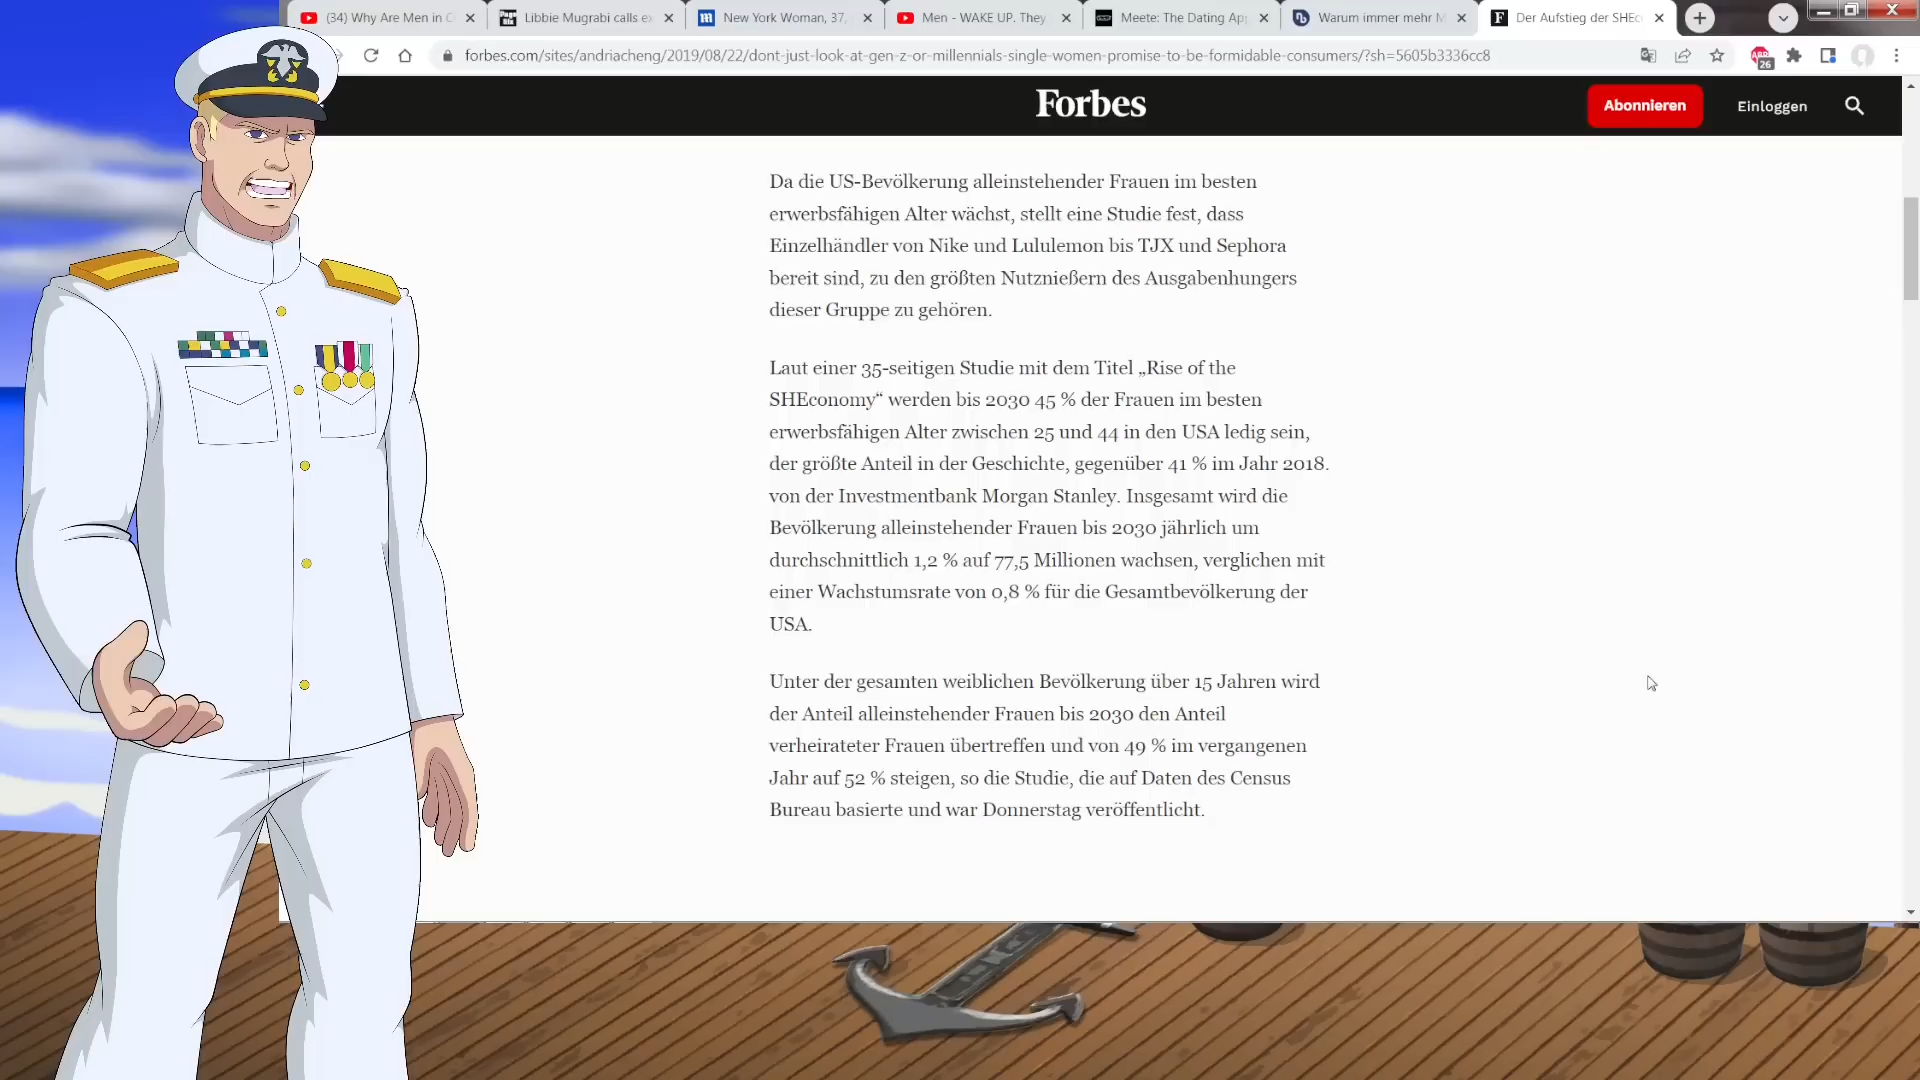 (34) Why Are Men in C
Libbie Mugrabi calls ex
New York Woman, 37,
Men - WAKE UP. They
Meete: The Dating App
Warum immer mehr M
Der Aufstieg der SHEc
forbes.com/sites/andriacheng/2019/08/22/dont-just-look-at-gen-z-or-millennials-single-women-promise-to-be-formidable-consumers/?sh=5605b3336cc8
26
Forbes
Abonnieren
Einloggen
Da die US-Bevölkerung alleinstehender Frauen im besten
erwerbsfähigen Alter wächst, stellt eine Studie fest, dass
Einzelhändler von Nike und Lululemon bis TJX und Sephora
bereit sind, zu den größten Nutznießern des Ausgabenhungers
dieser Gruppe zu gehören.
Laut einer 35-seitigen Studie mit dem Titel „Rise of the
SHEconomy“ werden bis 2030 45 % der Frauen im besten
erwerbsfähigen Alter zwischen 25 und 44 in den USA ledig sein,
der größte Anteil in der Geschichte, gegenüber 41 % im Jahr 2018.
von der Investmentbank Morgan Stanley. Insgesamt wird die
Bevölkerung alleinstehender Frauen bis 2030 jährlich um
durchschnittlich 1,2 % auf 77,5 Millionen wachsen, verglichen mit
einer Wachstumsrate von 0,8 % für die Gesamtbevölkerung der
USA.
Unter der gesamten weiblichen Bevölkerung über 15 Jahren wird
der Anteil alleinstehender Frauen bis 2030 den Anteil
verheirateter Frauen übertreffen und von 49 % im vergangenen
Jahr auf 52 % steigen, so die Studie, die auf Daten des Census
Bureau basierte und war Donnerstag veröffentlicht.